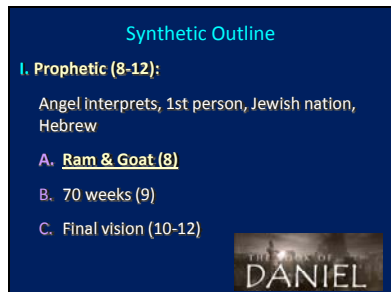 Synthetic Outline
I. Prophetic (8-12):
Angel interprets, 1st person, Jewish nation,
Hebrew
A. Ram & Goat (8)
B. 70 weeks (9)
C. Final vision (10-12)
THE BOOK OF
DANIEL